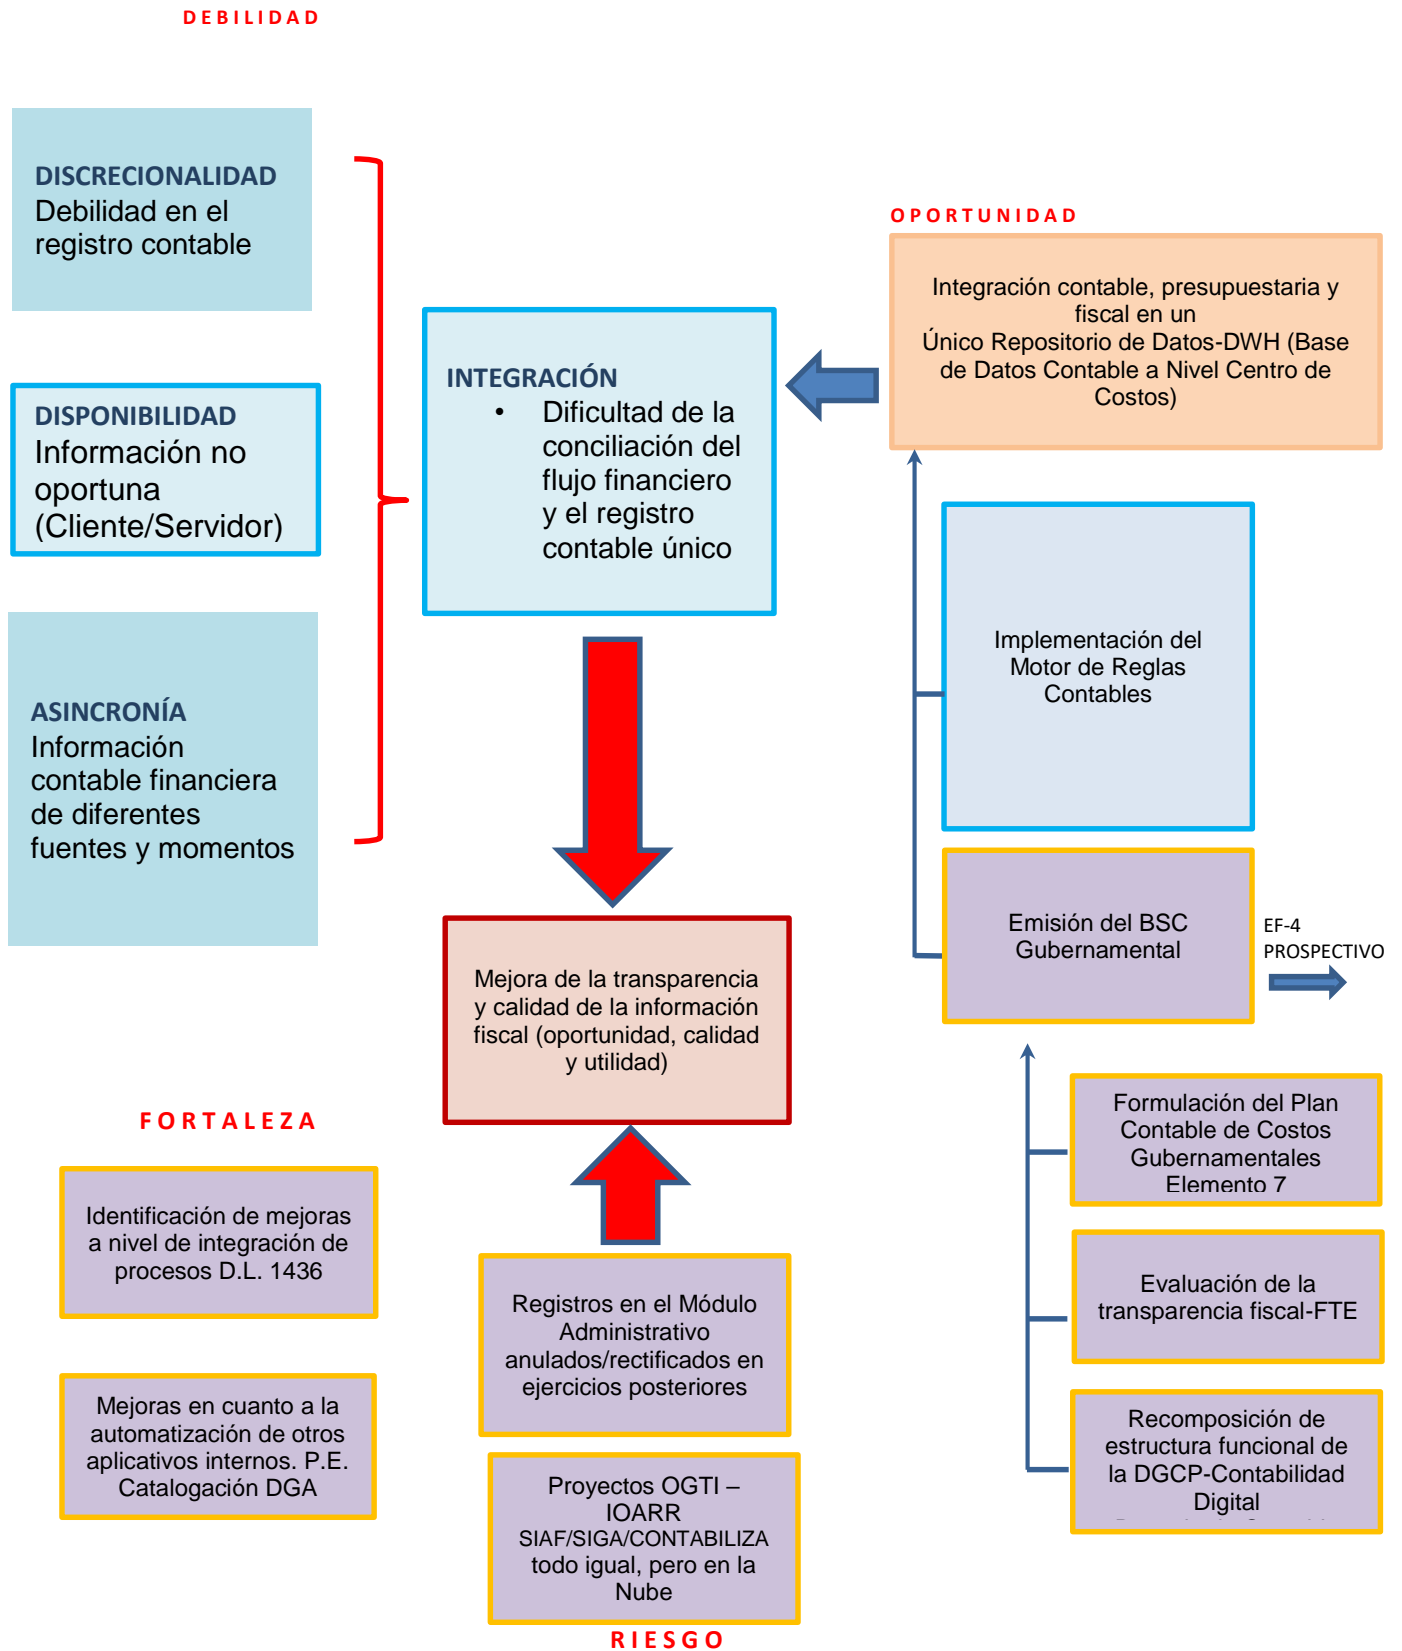 DEBILIDAD
DISCRECIONALIDAD
Debilidad en el
registro contable
DISPONIBILIDAD
Información no
oportuna
(Cliente/Servidor)
ASINCRONÍA
Información
contable financiera
de diferentes
fuentes y momentos
INTEGRACIÓN
• Dificultad de la
conciliación del
flujo financiero
y el registro
contable único
OPORTUNIDAD
Integración contable, presupuestaria y
fiscal en un
Único Repositorio de Datos-DWH (Base
de Datos Contable a Nivel Centro de
Costos)
Implementación del
Motor de Reglas
Contables
Emisión del BSC
Gubernamental
EF-4
PROSPECTIVO
Mejora de la transparencia
y calidad de la información
fiscal (oportunidad, calidad
y utilidad)
Formulación del Plan
Contable de Costos
Gubernamentales
Elemento 7
Evaluación de la
transparencia fiscal-FTE
Recomposición de
estructura funcional de
la DGCP-Contabilidad
Digital
FORTALEZA
Identificación de mejoras
a nivel de integración de
procesos D.L. 1436
Mejoras en cuanto a la
automatización de otros
aplicativos internos. P.E.
Catalogación DGA
Registros en el Módulo
Administrativo
anulados/rectificados en
ejercicios posteriores
Proyectos OGTI –
IOARR
SIAF/SIGA/CONTABILIZA
todo igual, pero en la
Nube
RIESGO